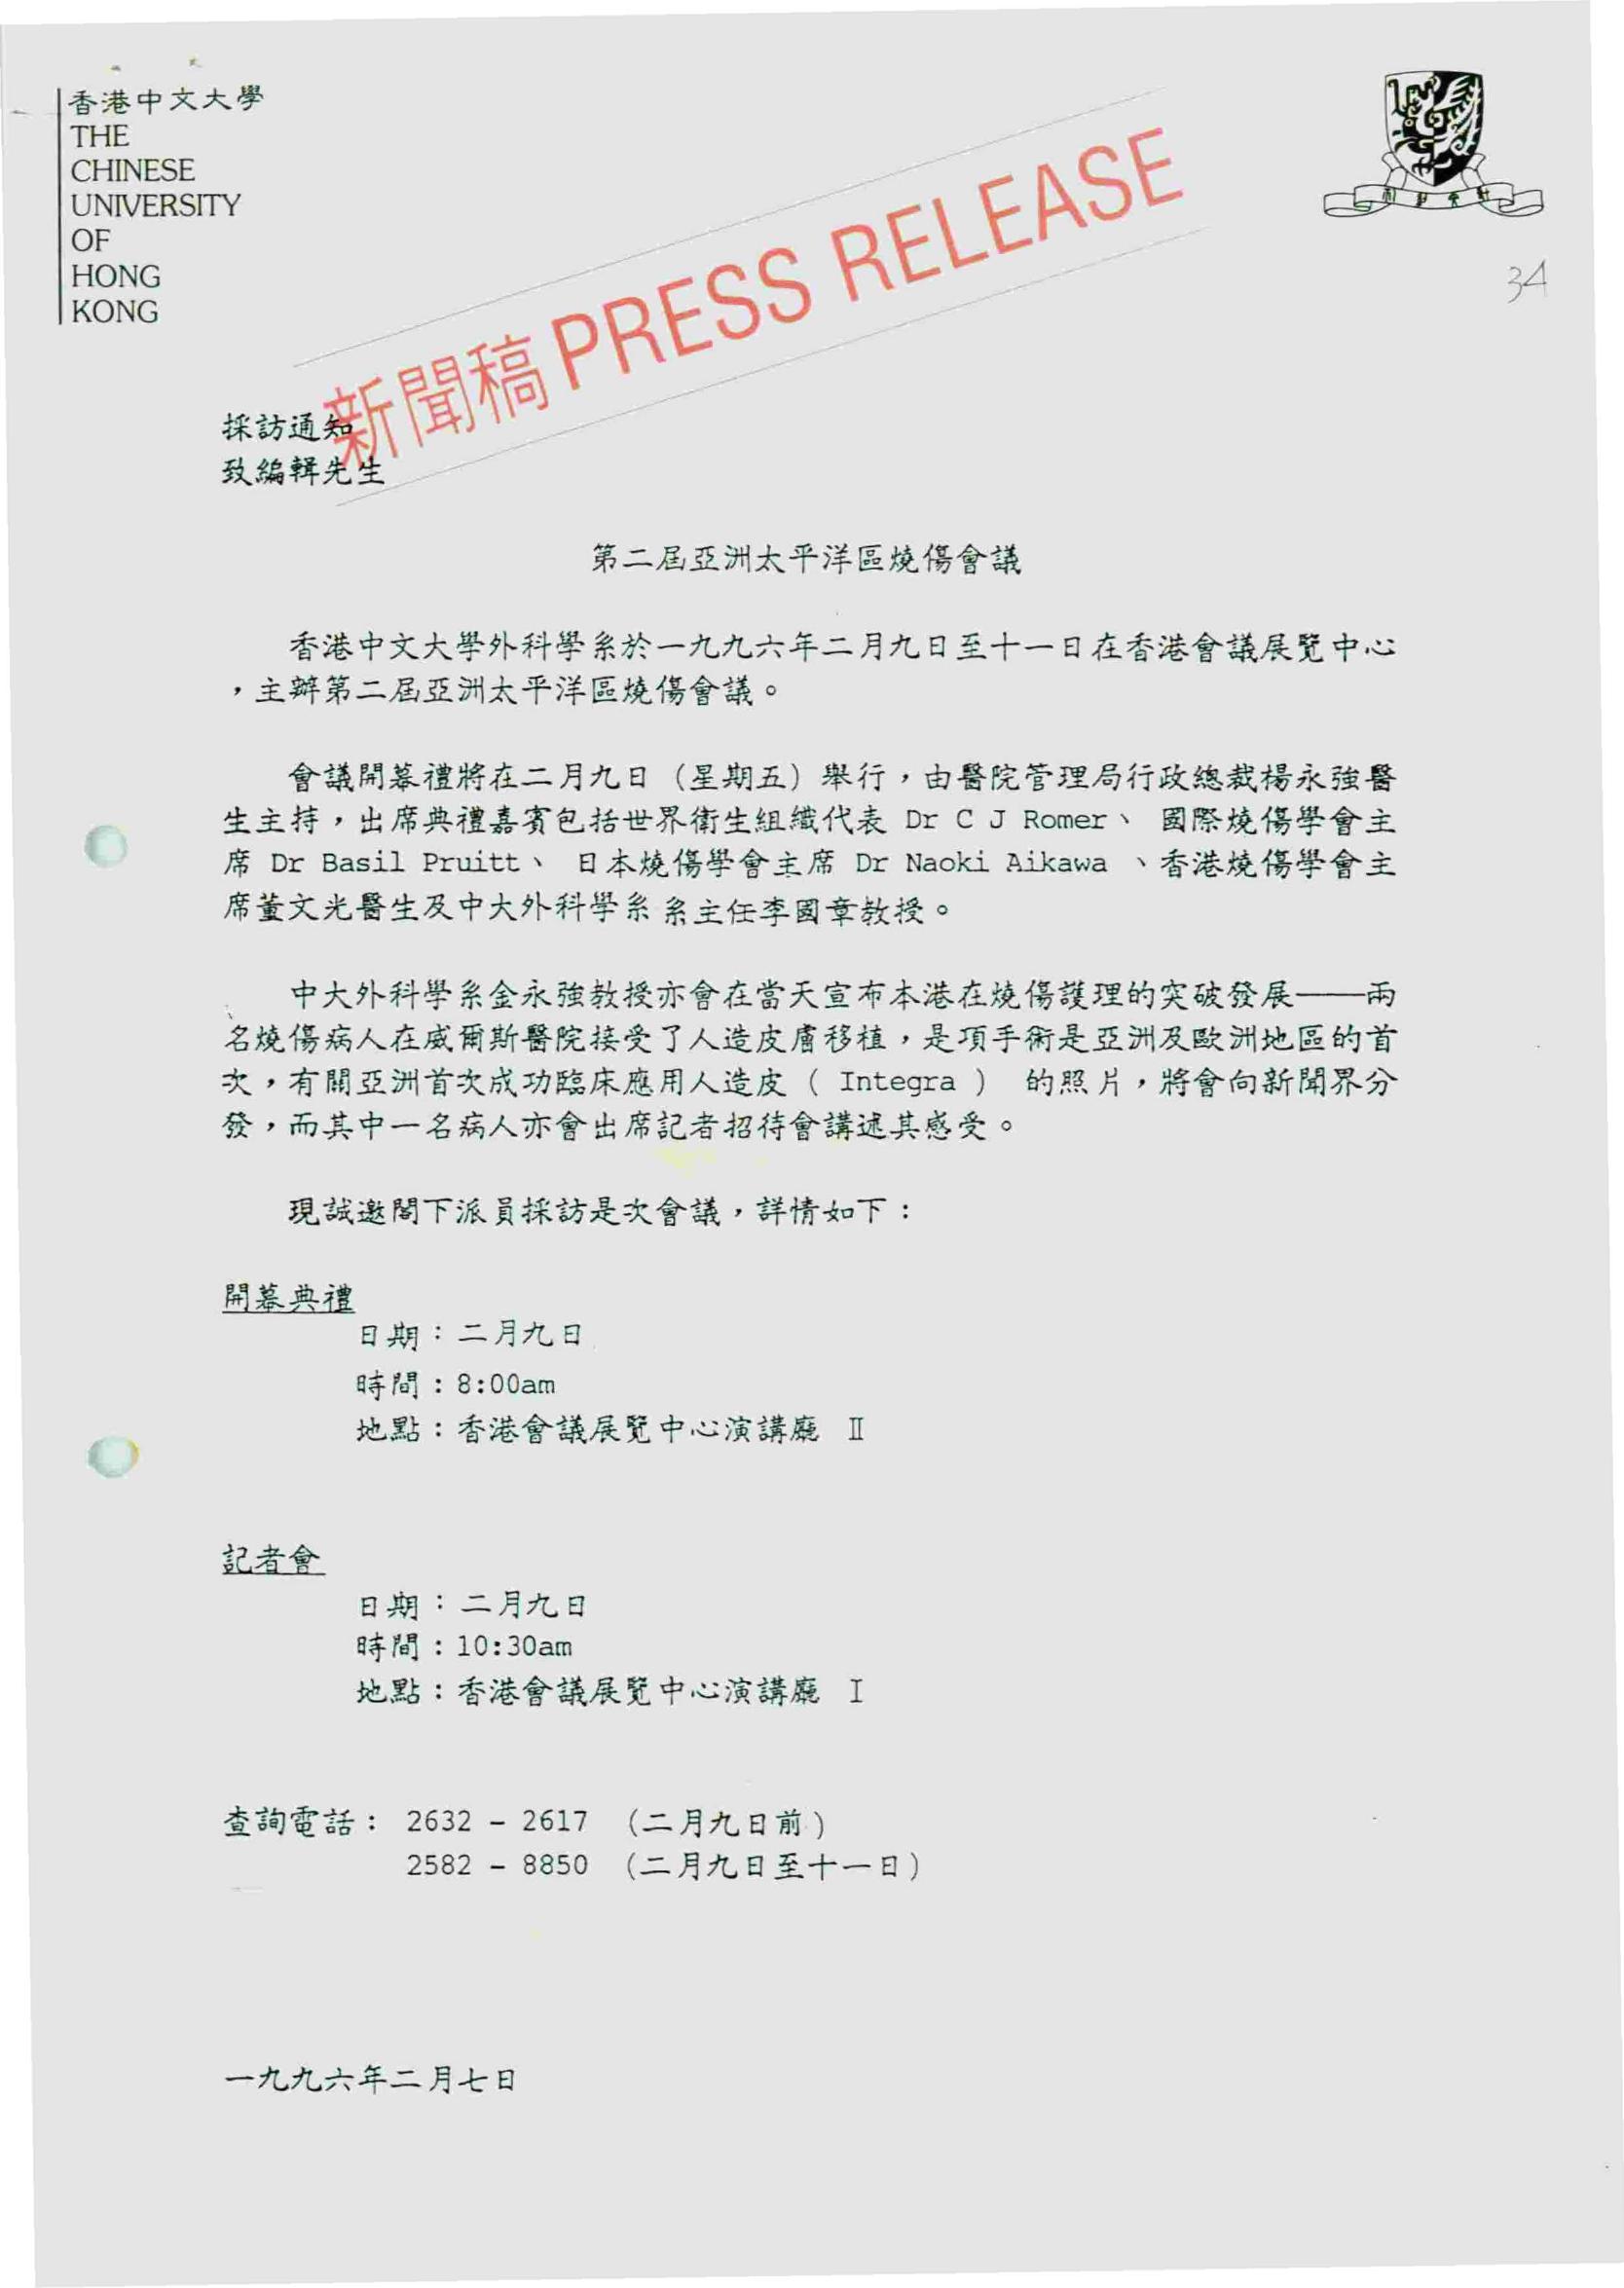 香港中文大學
THE
CHINESE
UNIVERSITY
OF
HONG
KONG
新聞稿 PRESS RELEASE
34
採訪通知
致編輯先生
第二屆亞洲太平洋區燒傷會議
香港中文大學外科學系於一九九六年二月九日至十一日在香港會議展覽中心
，主辦第二屆亞洲太平洋區燒傷會議。
會議開幕禮將在二月九日（星期五）舉行，由醫院管理局行政總裁楊永強醫
生主持，出席典禮嘉賓包括世界衛生組織代表 Dr C J Romer、 國際燒傷學會主
席 Dr Basil Pruitt、 日本燒傷學會主席 Dr Naoki Aikawa 、香港燒傷學會主
席董文光醫生及中大外科學系系主任李國章教授。
中大外科學系金永強教授亦會在當天宣布本港在燒傷護理的突破發展——兩
名燒傷病人在威爾斯醫院接受了人造皮膚移植，是項手術是亞洲及歐洲地區的首
次，有關亞洲首次成功臨床應用人造皮（ Integra ） 的照片，將會向新聞界分
發，而其中一名病人亦會出席記者招待會講述其感受。
現誠邀閣下派員採訪是次會議，詳情如下：
開幕典禮
日期：二月九日
時間：8:00am
地點：香港會議展覽中心演講廳 Ⅱ
記者會
日期：二月九日
時間：10:30am
地點：香港會議展覽中心演講廳 Ⅰ
查詢電話： 2632 - 2617 （二月九日前）
2582 - 8850 （二月九日至十一日）
一九九六年二月七日